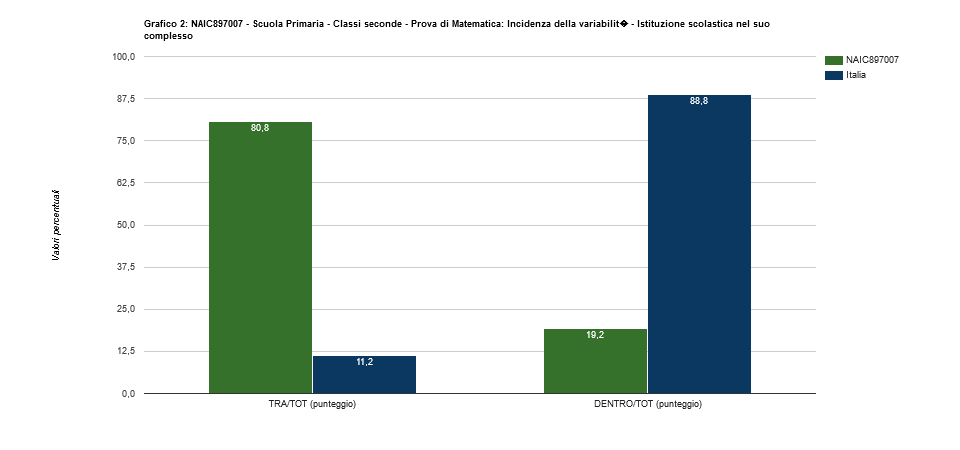 Grafico 2: NAIC897007 - Scuola Primaria - Classi seconde - Prova di Matematica: Incidenza della variabilit� - Istituzione scolastica nel suo
complesso
100,0
87,5
75,0
62,5
50,0
37,5
25,0
12,5
0,0
Valori percentuali
80,8
11,2
19,2
88,8
TRA/TOT (punteggio)
DENTRO/TOT (punteggio)
NAIC897007
Italia